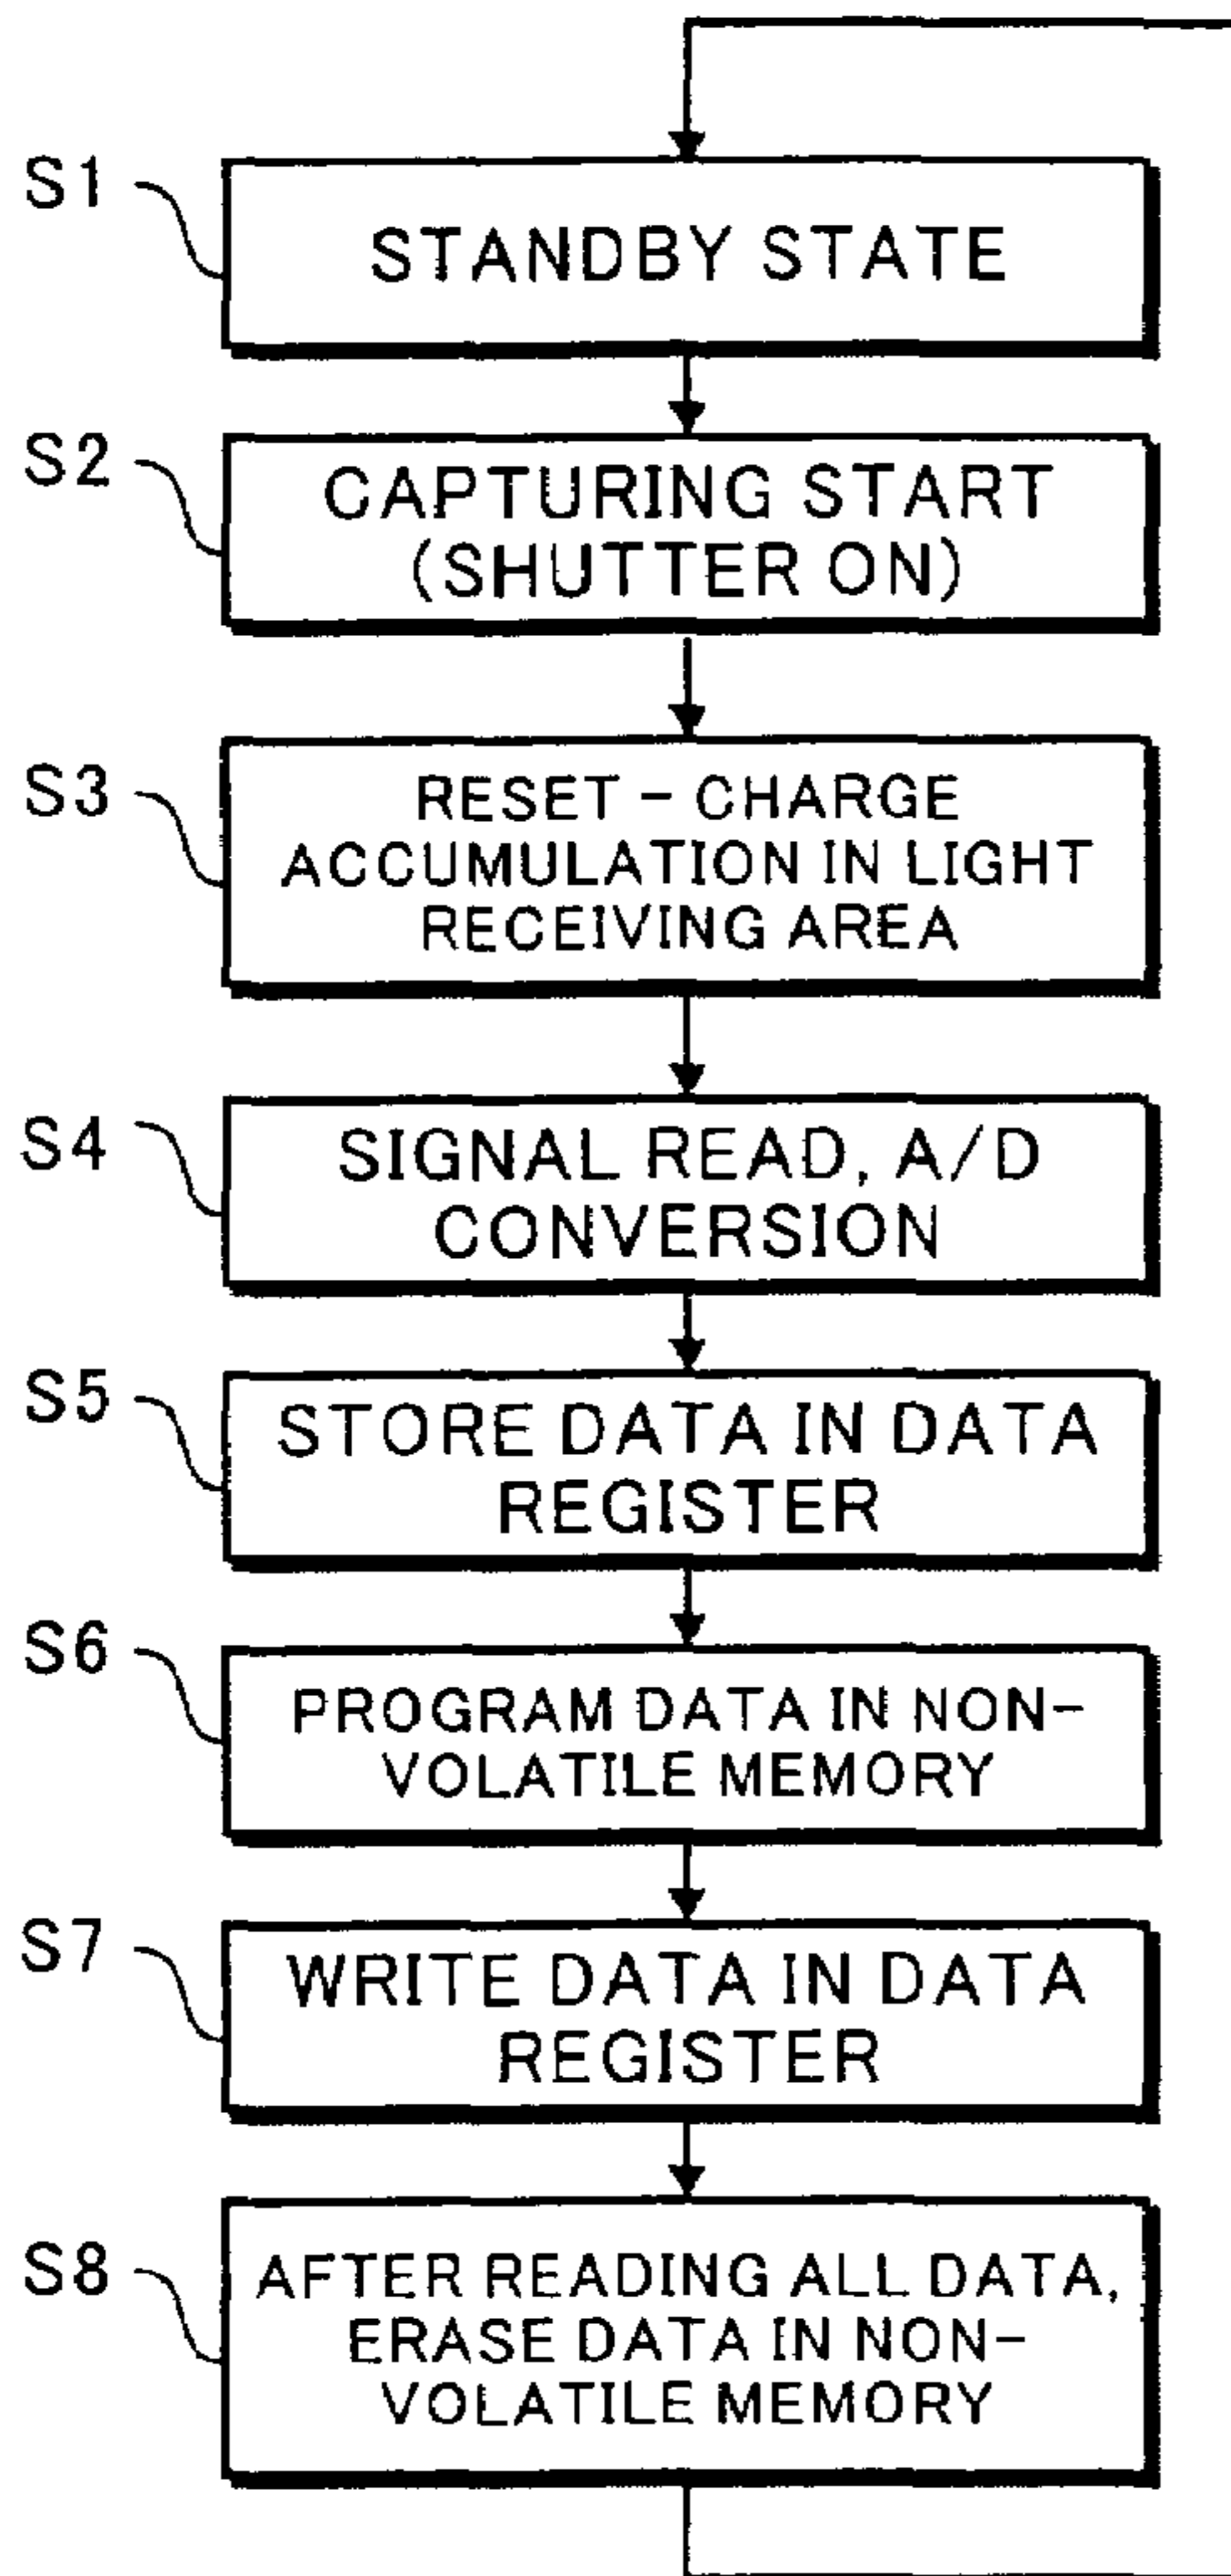 S1
STANDBY STATE
S2
CAPTURING START
(SHUTTER ON)
S3
RESET - CHARGE
ACCUMULATION IN LIGHT
RECEIVING AREA
S4
SIGNAL READ, A/D
CONVERSION
S5
STORE DATA IN DATA
REGISTER
S6
PROGRAM DATA IN NON-
VOLATILE MEMORY
S7
WRITE DATA IN DATA
REGISTER
S8
AFTER READING ALL DATA,
ERASE DATA IN NON-
VOLATILE MEMORY